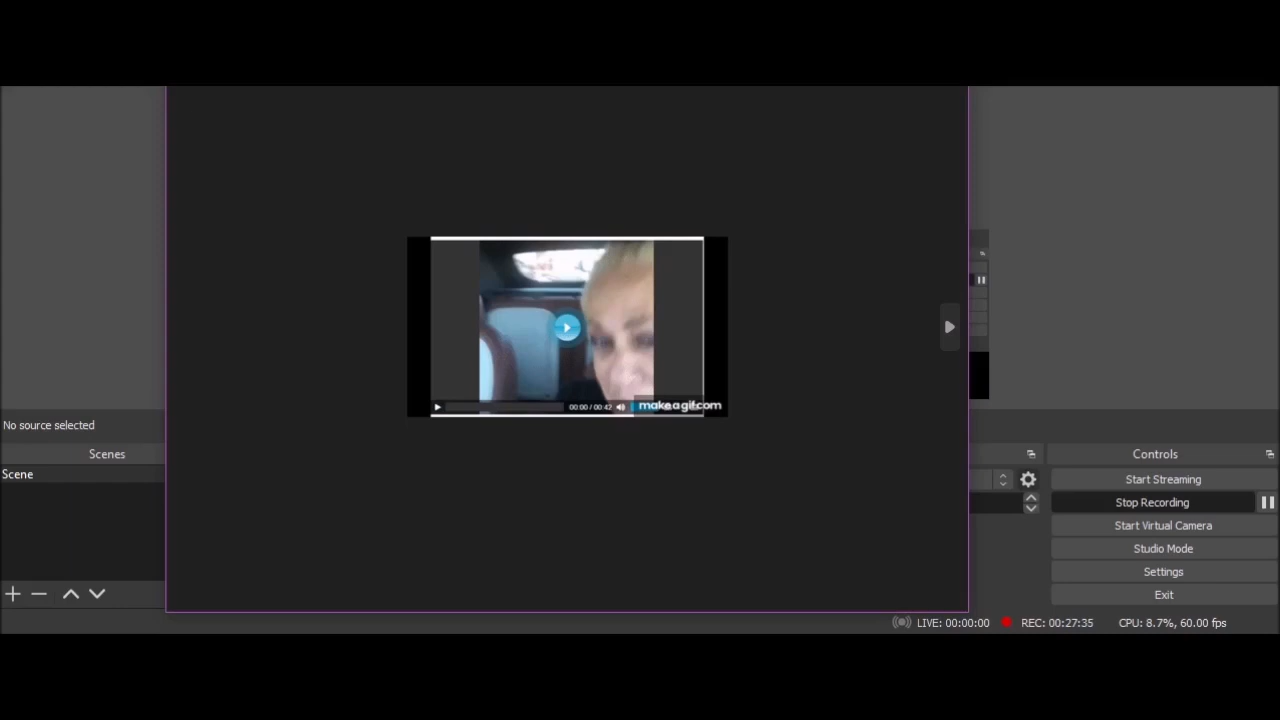 00:00 / 00:42
makeagif.com
No source selected
Scenes
Controls
Scene
Start Streaming
Stop Recording
Start Virtual Camera
Studio Mode
Settings
Exit
LIVE: 00:00:00
REC: 00:27:35
CPU: 8.7%, 60.00 fps